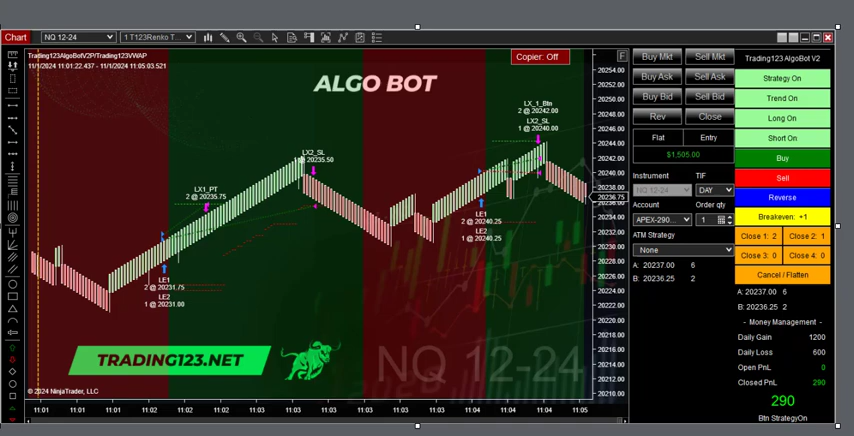 Chart
NQ 12-24
1 T123Renko T...
Trading123AlgoBotV2P/Trading123VWAP
11/1/2024 11:01:22.437 - 11/1/2024 11:05:03.521
Copier: Off
F
ALGO BOT
LX_1_Btn
2 @ 20242.00
LX2_SL
1 @ 20240.00
LX2_SL
@ 20235.50
LX1_PT
2 @ 20235.75
LE1
2 @ 20240.25
LE2
1 @ 20240.25
LE1
2 @ 20231.75
LE2
1 @ 20231.00
TRADING123.NET
NQ 12-24
© 2024 NinjaTrader, LLC
20254.00
20252.00
20250.00
20248.00
20246.00
20244.00
20242.00
20240.00
20238.00
20236.75
20234.00
20232.00
20230.00
20228.00
20226.00
20224.00
20222.00
20220.00
20218.00
20216.00
20214.00
20212.00
20210.00
11:01 11:01 11:01 11:02 11:02 11:02 11:03 11:03 11:03 11:03 11:04 11:04 11:04 11:04 11:05
Buy Mkt Sell Mkt
Buy Ask Sell Ask
Buy Bid Sell Bid
Rev Close
Flat Entry
$1,505.00
Instrument TIF
NQ 12-24 DAY
Account Order qty
APEX-290... 1
ATM Strategy
None
A: 20237.00 6
B: 20236.25 2
Trading123 AlgoBot V2
Strategy On
Trend On
Long On
Short On
Buy
Sell
Reverse
Breakeven: +1
Close 1: 2 Close 2: 1
Close 3: 0 Close 4: 0
Cancel / Flatten
A: 20237.00 6
B: 20236.25 2
- Money Management -
Daily Gain 1200
Daily Loss 600
Open PnL 0
Closed PnL 290
290
Btn StrategyOn